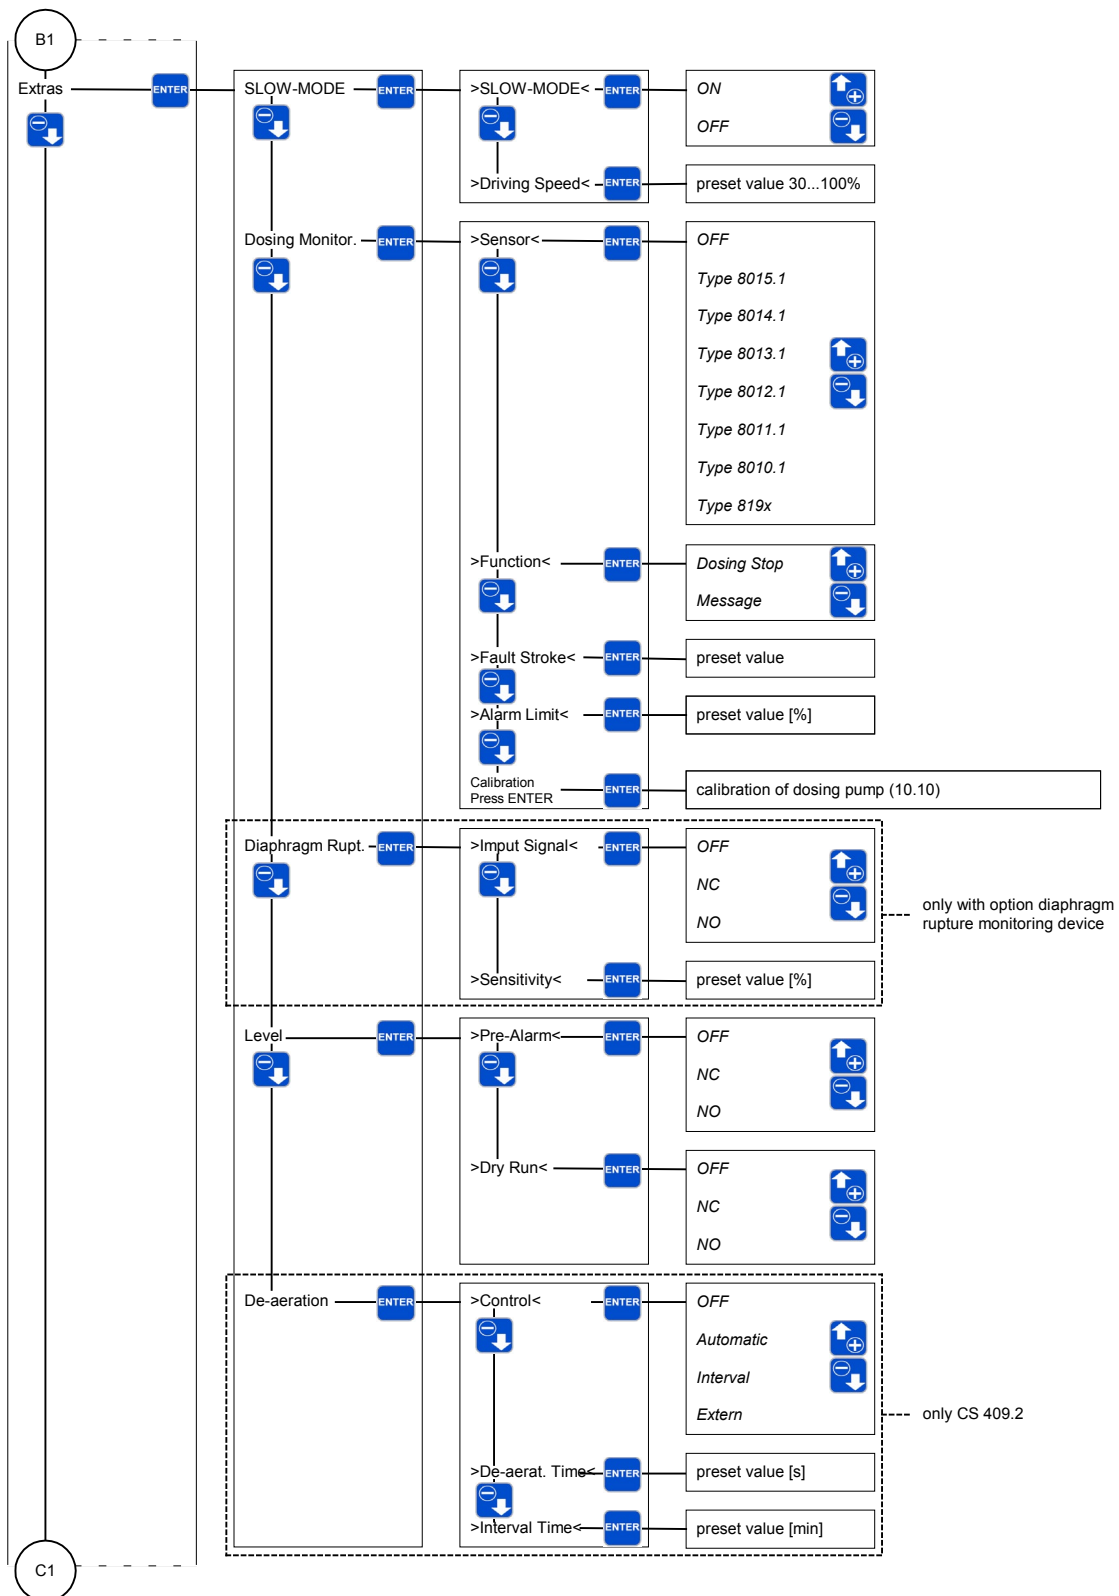 B1
Extras ENTER SLOW-MODE ENTER >SLOW-MODE< ENTER ON
OFF
>Driving Speed< ENTER preset value 30...100%
Dosing Monitor. ENTER >Sensor< ENTER OFF
Type 8015.1
Type 8014.1
Type 8013.1
Type 8012.1
Type 8011.1
Type 8010.1
Type 819x
>Function< ENTER Dosing Stop
Message
>Fault Stroke< ENTER preset value
>Alarm Limit< ENTER preset value [%]
Calibration
Press ENTER ENTER calibration of dosing pump (10.10)
Diaphragm Rupt. ENTER >Imput Signal< ENTER OFF
NC
NO
only with option diaphragm
rupture monitoring device
>Sensitivity< ENTER preset value [%]
Level ENTER >Pre-Alarm< ENTER OFF
NC
NO
>Dry Run< ENTER OFF
NC
NO
De-aeration ENTER >Control< ENTER OFF
Automatic
Interval
Extern
only CS 409.2
>De-aerat. Time< ENTER preset value [s]
>Interval Time< ENTER preset value [min]
C1